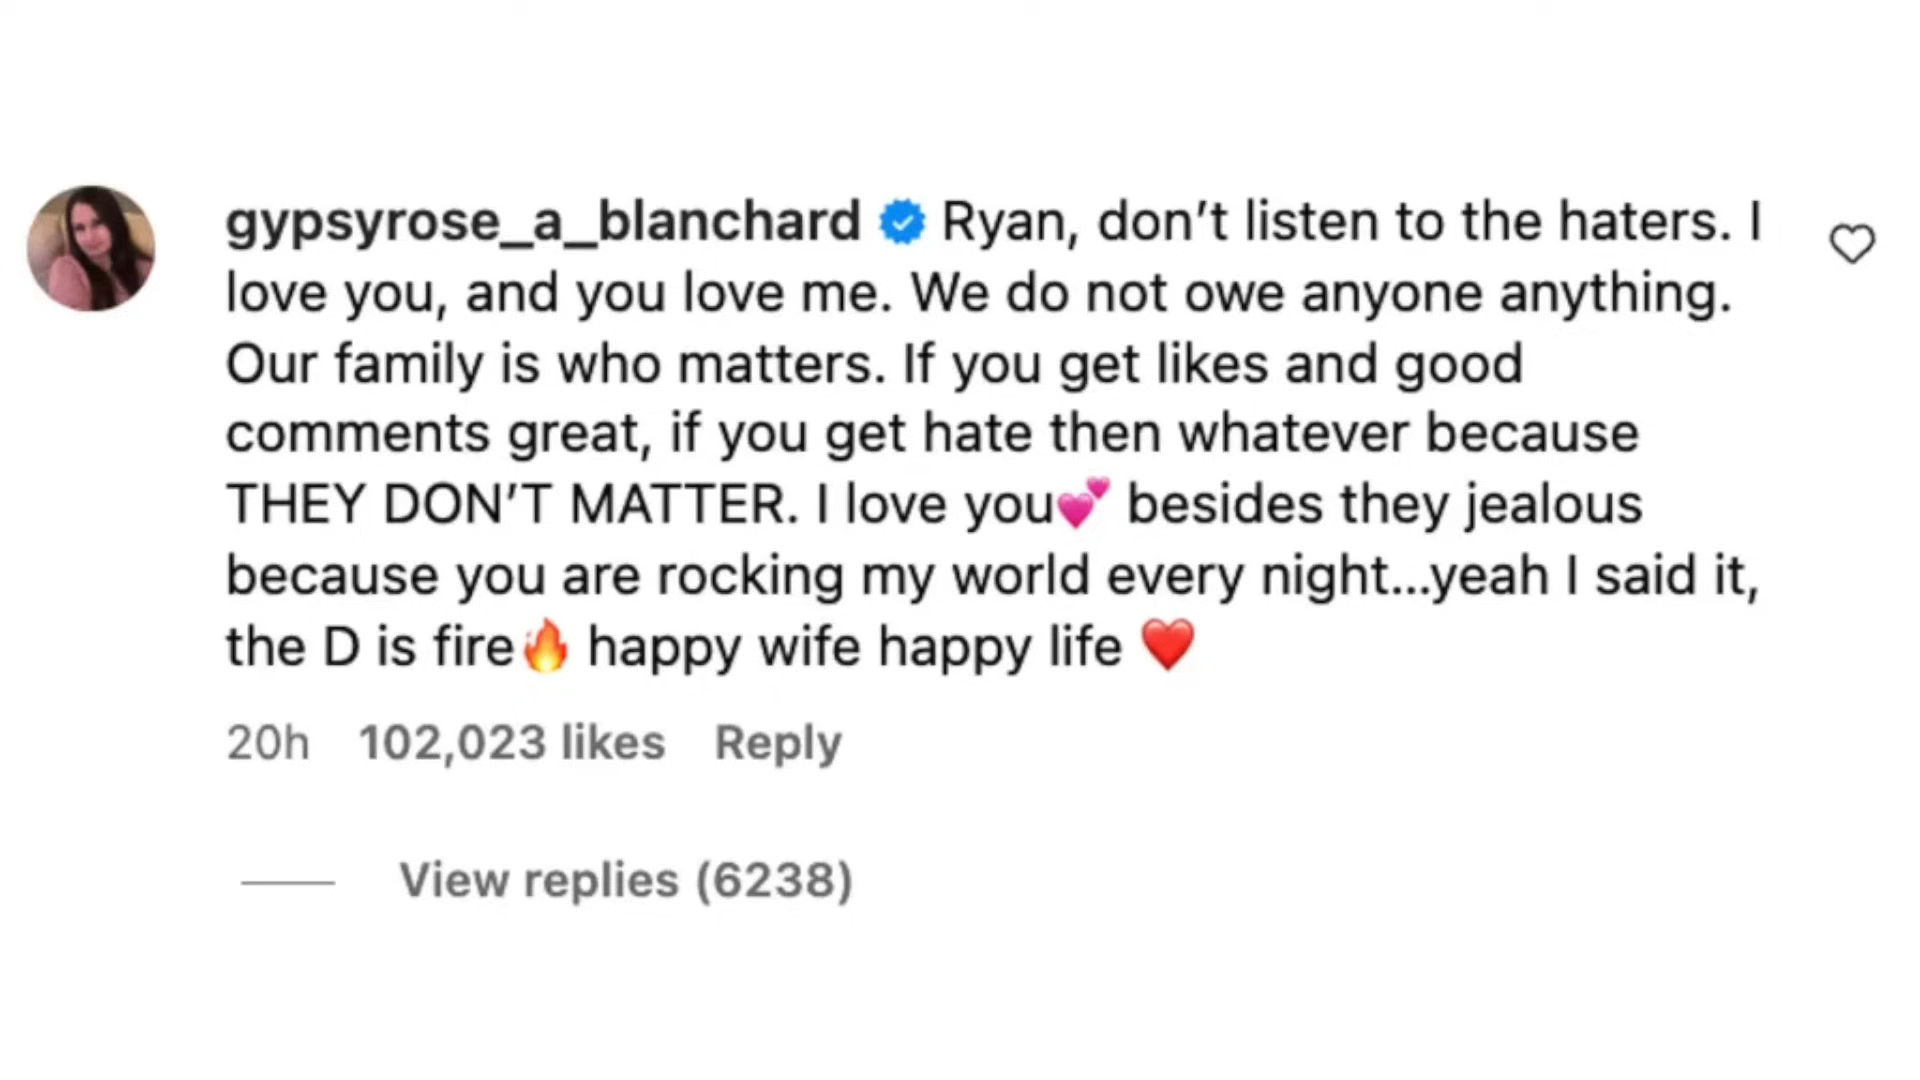 gypsyrose_a_blanchard Ryan, don’t listen to the haters. I
love you, and you love me. We do not owe anyone anything.
Our family is who matters. If you get likes and good
comments great, if you get hate then whatever because
THEY DON’T MATTER. I love you💕 besides they jealous
because you are rocking my world every night...yeah I said it,
the D is fire🔥 happy wife happy life ❤️
20h 102,023 likes Reply
View replies (6238)